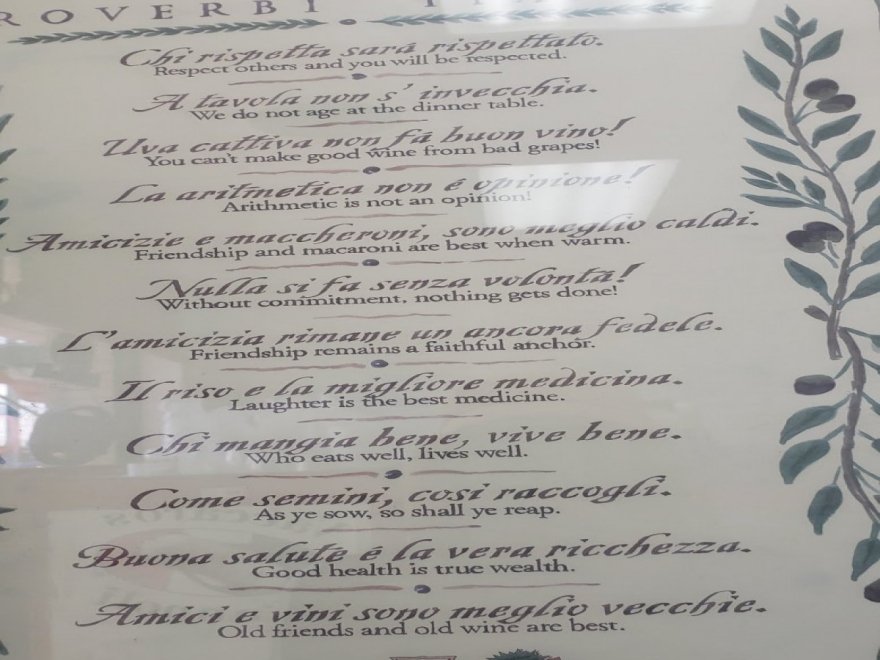 ROVERBI
Chi rispetta sará rispettato.
Respect others and you will be respected.
A tavola non s' invecchia.
We do not age at the dinner table.
Uva cattiva non fá buon vino!
You can't make good wine from bad grapes!
La aritmetica non é opinione!
Arithmetic is not an opinion!
Amicizie e maccheroni, sono meglio caldi.
Friendship and macaroni are best when warm.
Nulla si fa senza volontá!
Without commitment, nothing gets done!
L'amicizia rimane un ancora fedele.
Friendship remains a faithful anchor.
Il riso e la migliore medicina.
Laughter is the best medicine.
Chi mangia bene, vive bene.
Who eats well, lives well.
Come semini, cosi raccogli.
As ye sow, so shall ye reap.
Buona salute é la vera ricchezza.
Good health is true wealth.
Amici e vini sono meglio vecchie.
Old friends and old wine are best.